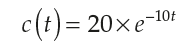 c(t) = 20×e^{−10t}